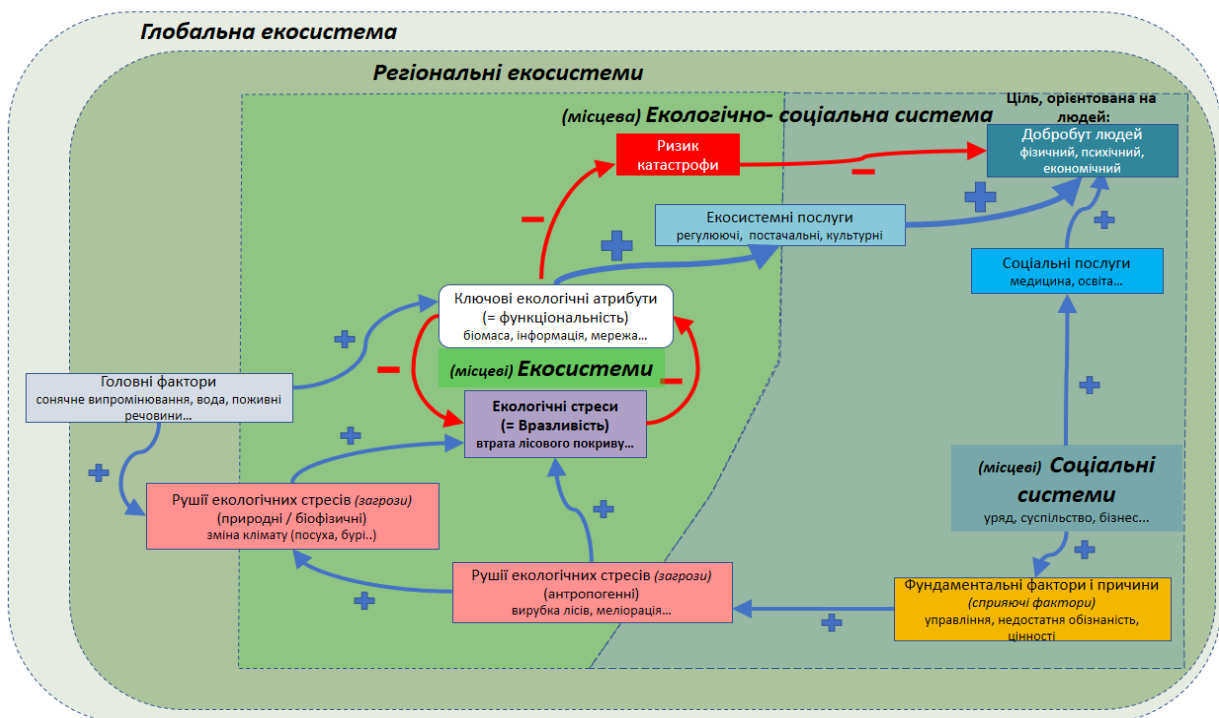 Глобальна екосистема
Регіональні екосистеми
(місцева) Екологічно- соціальна система
Ціль, орієнтована на
людей:
Добробут людей
фізичний, психічний,
економічний
Ризик
катастрофи
Екосистемні послуги
регулюючі, постачальні, культурні
Соціальні послуги
медицина, освіта…
Ключові екологічні атрибути
(= функціональність)
біомаса, інформація, мережа…
(місцеві) Екосистеми
Головні фактори
сонячне випромінювання, вода, поживні
речовини…
Екологічні стреси
(= Вразливість)
втрата лісового покриву…
(місцеві) Соціальні
системи
уряд, суспільство, бізнес…
Рушії екологічних стресів (загрози)
(природні / біофізичні)
зміна клімату (посуха, бурі..)
Рушії екологічних стресів (загрози)
(антропогенні)
вирубка лісів, меліорація…
Фундаментальні фактори і причини
(сприяючі фактори)
управління, недостатня обізнаність,
цінності